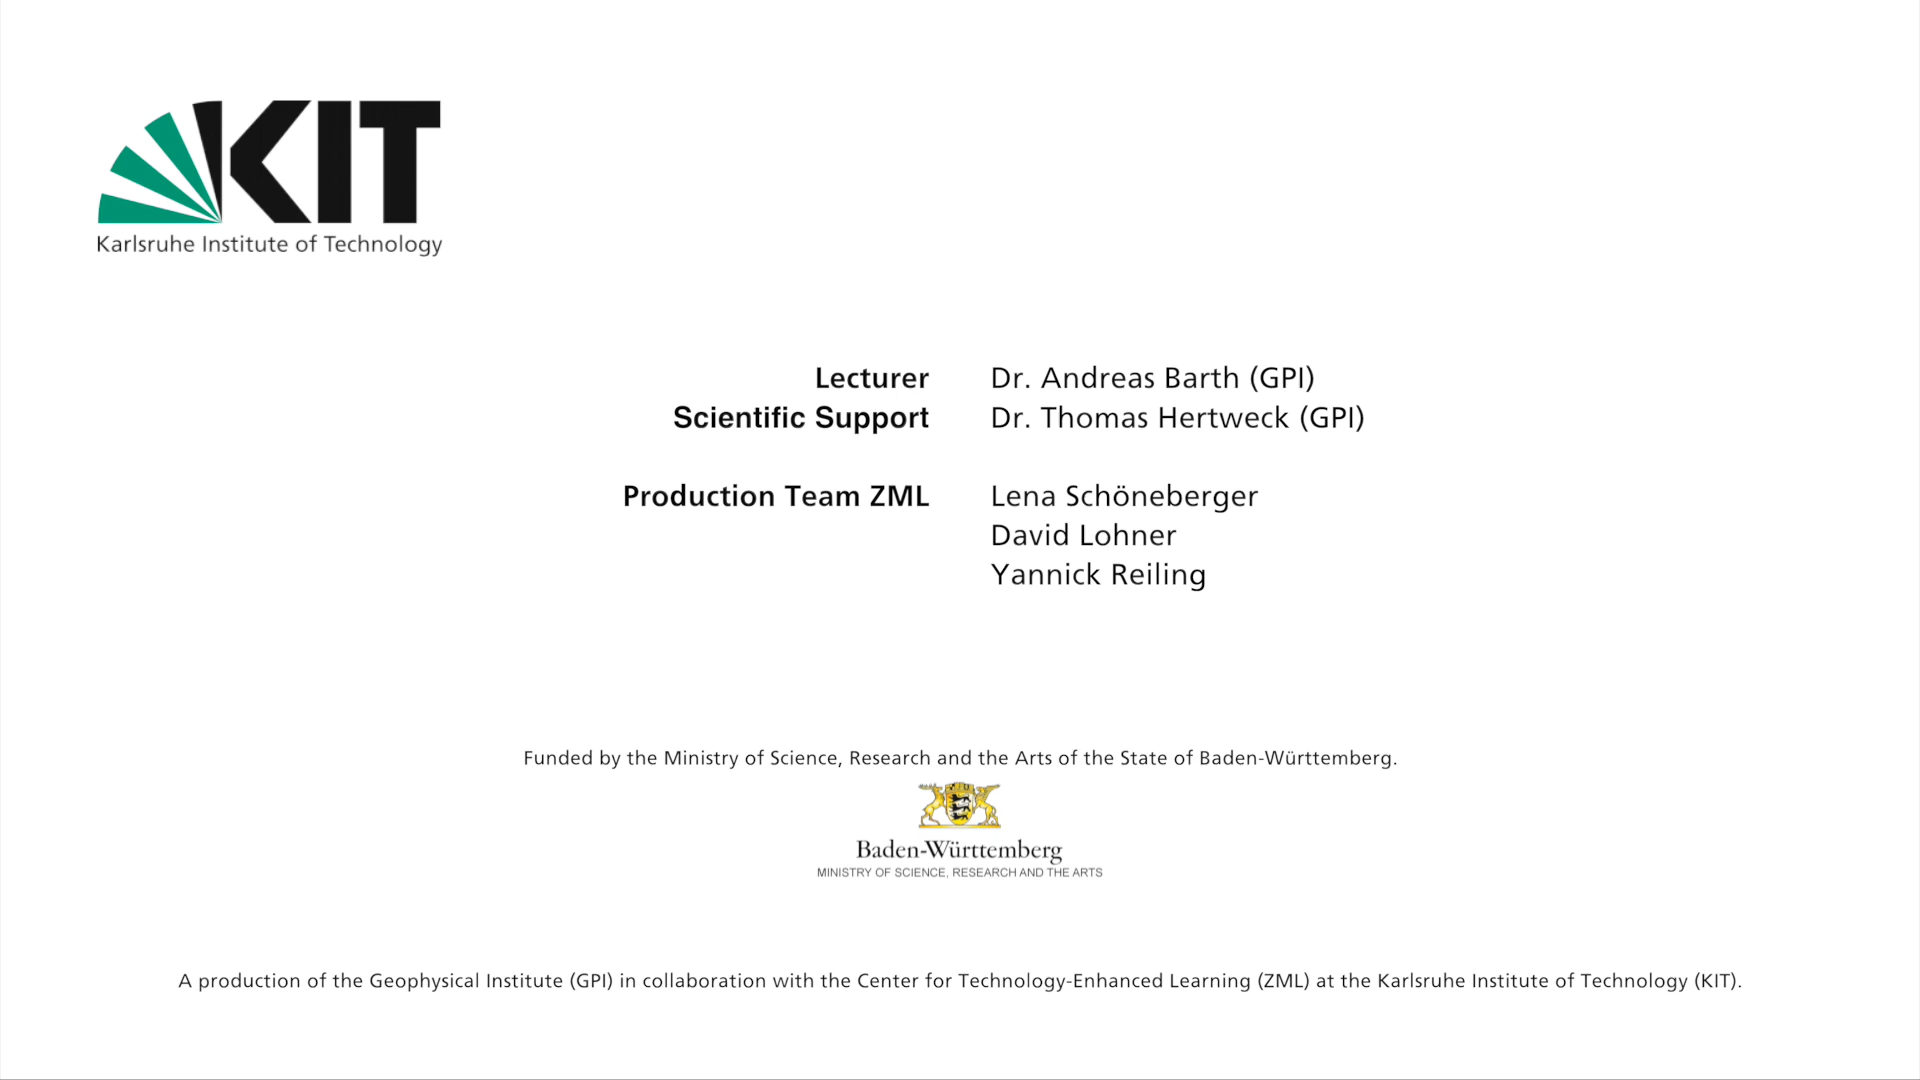 KIT
Karlsruhe Institute of Technology
Lecturer Dr. Andreas Barth (GPI)
Scientific Support Dr. Thomas Hertweck (GPI)
Production Team ZML Lena Schöneberger
David Lohner
Yannick Reiling
Funded by the Ministry of Science, Research and the Arts of the State of Baden-Württemberg.
Baden-Württemberg
MINISTRY OF SCIENCE, RESEARCH AND THE ARTS
A production of the Geophysical Institute (GPI) in collaboration with the Center for Technology-Enhanced Learning (ZML) at the Karlsruhe Institute of Technology (KIT).